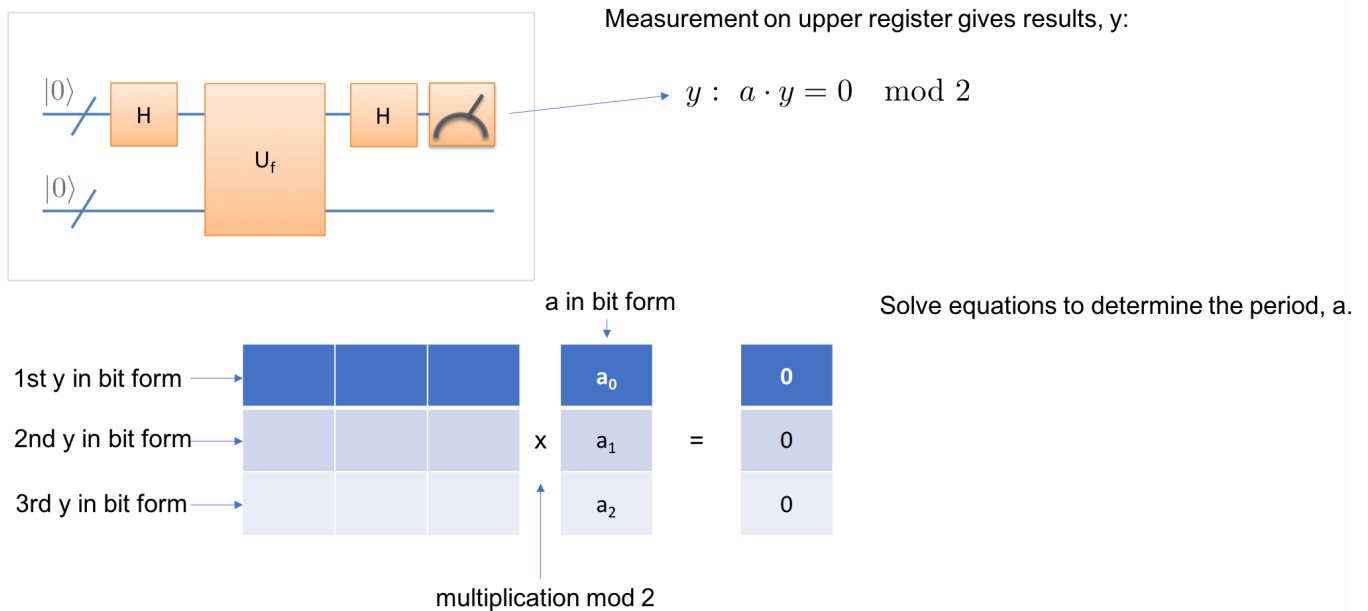 Measurement on upper register gives results, y:
|0⟩
H
U_f
H
y : a · y = 0 mod 2
|0⟩
a in bit form
Solve equations to determine the period, a.
1st y in bit form
a_0
0
2nd y in bit form
x
a_1
=
0
3rd y in bit form
a_2
0
multiplication mod 2